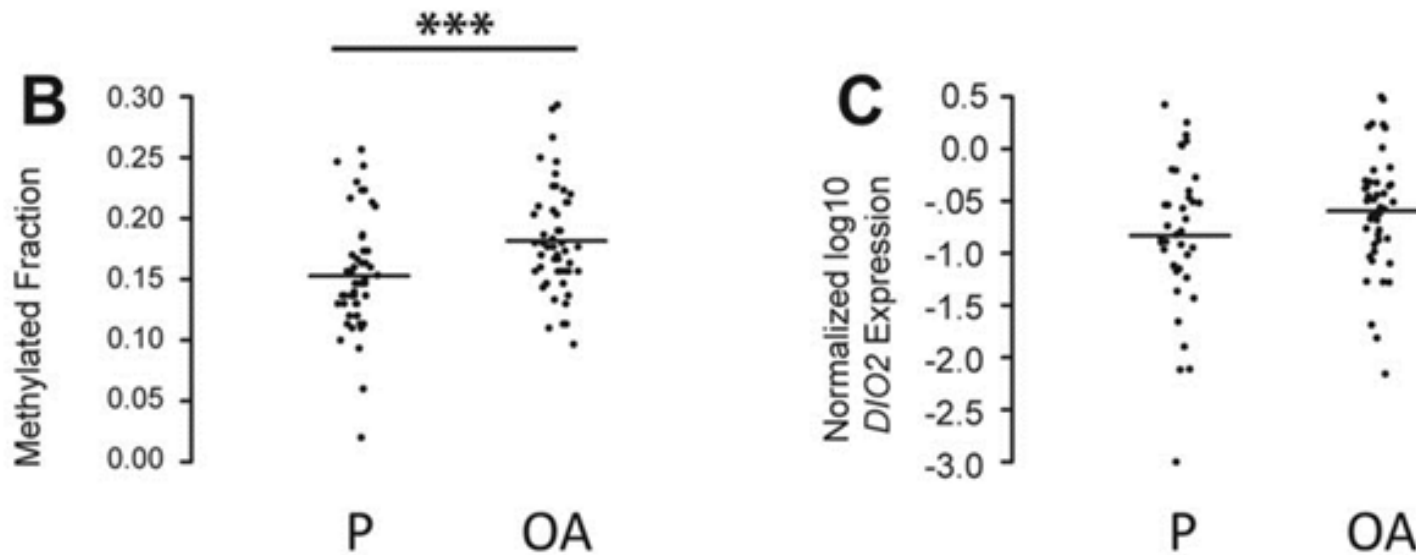 ***
B
Methylated Fraction
0.30
0.25
0.20
0.15
0.10
0.05
0.00
P OA
C
Normalized log10
DIO2 Expression
0.5
0.0
-.05
-1.0
-1.5
-2.0
-2.5
-3.0
P OA